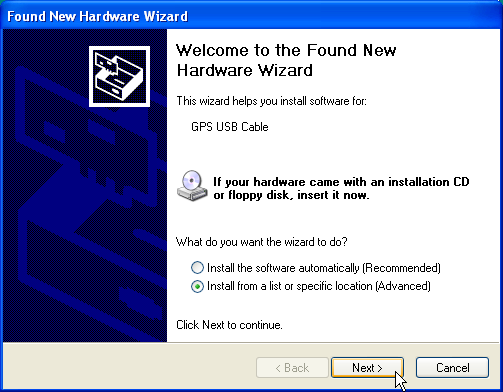 Found New Hardware Wizard
Welcome to the Found New
Hardware Wizard
This wizard helps you install software for:
GPS USB Cable
If your hardware came with an installation CD
or floppy disk, insert it now.
What do you want the wizard to do?
Install the software automatically (Recommended)
Install from a list or specific location (Advanced)
Click Next to continue.
< Back
Next >
Cancel